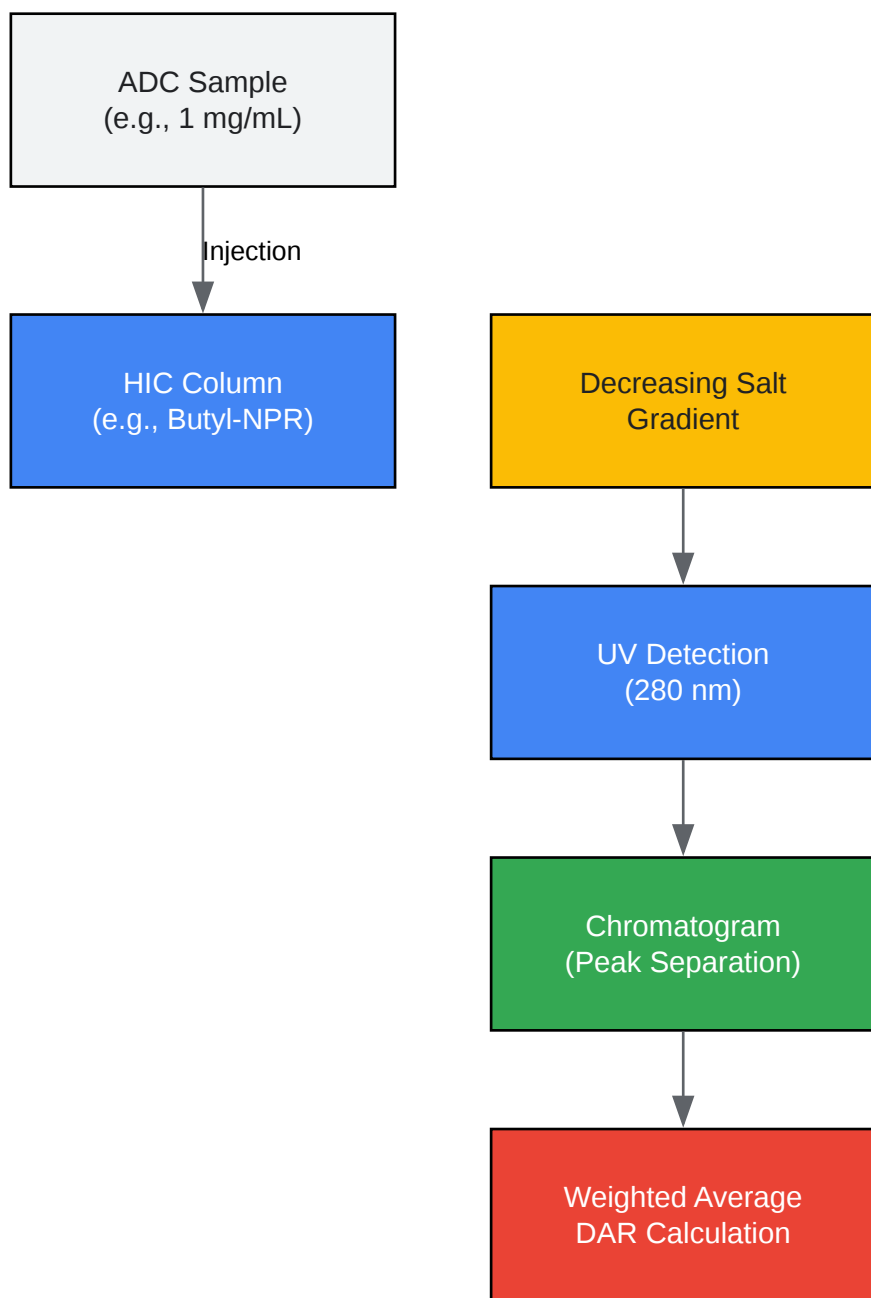 ADC Sample
(e.g., 1 mg/mL)
Injection
HIC Column
(e.g., Butyl-NPR)
Decreasing Salt
Gradient
UV Detection
(280 nm)
Chromatogram
(Peak Separation)
Weighted Average
DAR Calculation